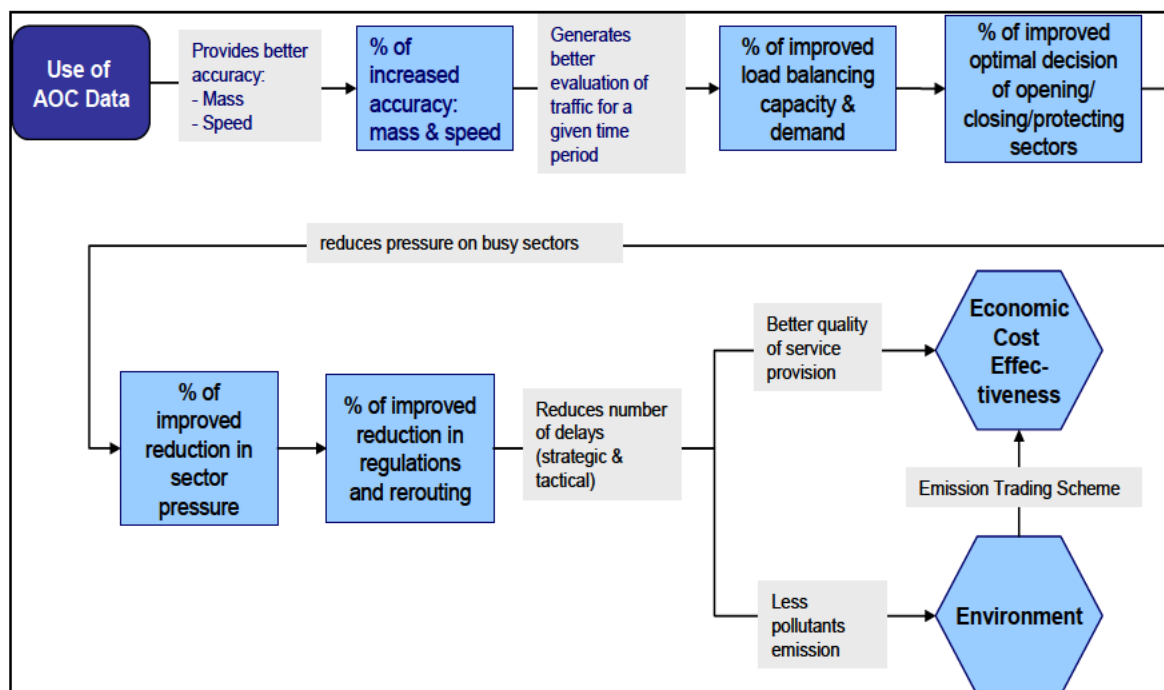 Use of
AOC Data
Provides better
accuracy:
- Mass
- Speed
% of
increased
accuracy:
mass & speed
Generates
better
evaluation of
traffic for a
given time
period
% of improved
load balancing
capacity &
demand
% of improved
optimal decision
of opening/
closing/protecting
sectors
reduces pressure on busy sectors
% of
improved
reduction in
sector
pressure
% of improved
reduction in
regulations
and rerouting
Reduces number
of delays
(strategic &
tactical)
Better quality
of service
provision
Economic
Cost
Effec-
tiveness
Emission Trading Scheme
Less
pollutants
emission
Environment